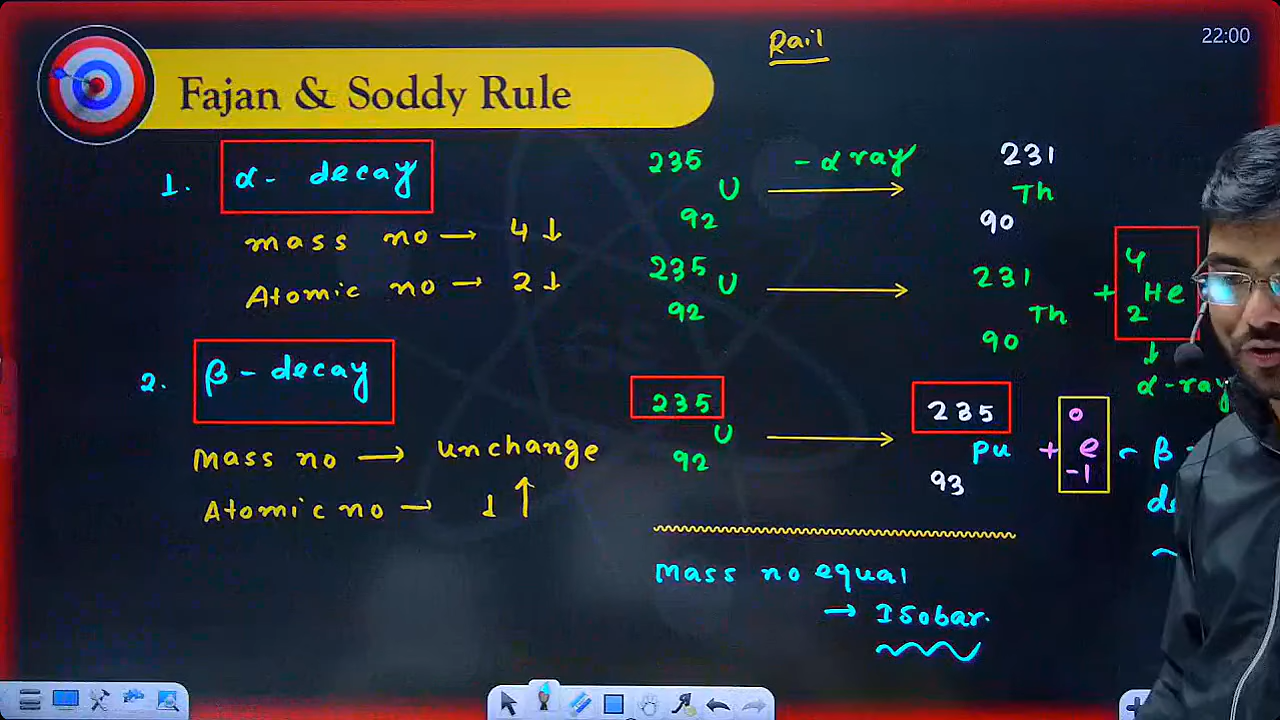 Rail
22:00
Fajan & Soddy Rule
1. α - decay
mass no → 4 ↓
Atomic no → 2 ↓
235 U 92 - α ray → 231 Th 90
235 U 92 → 231 Th 90 + 4 He 2
↓
α-ray
2. β - decay
Mass no → unchange
Atomic no → 1 ↑
235 U 92 → 235 Pu 93 + 0 e -1 - β
Mass no equal
→ Isobar.